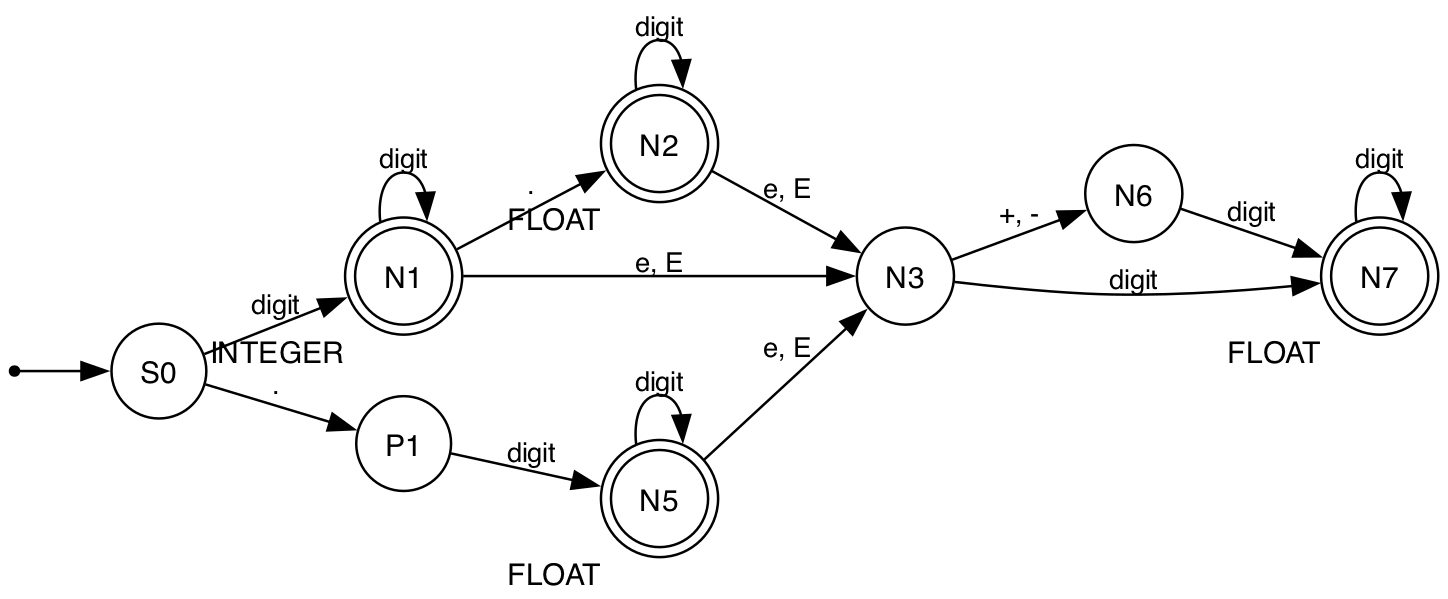 digit
N2
digit
e, E
.
FLOAT
digit
N6
digit
+, -
digit
N1
e, E
N3
digit
N7
digit
INTEGER
S0
.
e, E
FLOAT
digit
P1
digit
N5
FLOAT